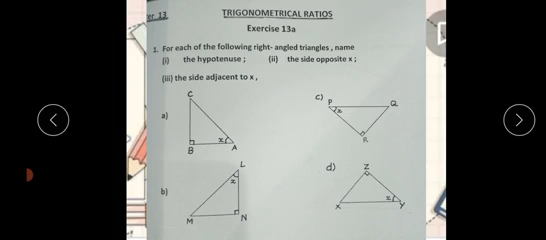 TRIGONOMETRICAL RATIOS
Exercise 13a
1. For each of the following right- angled triangles, name
(i) the hypotenuse; (ii) the side opposite x;
(iii) the side adjacent to x,
a)
C
B
x
A
c)
P
x
Q
R
b)
L
x
M
N
d)
Z
X
x
Y